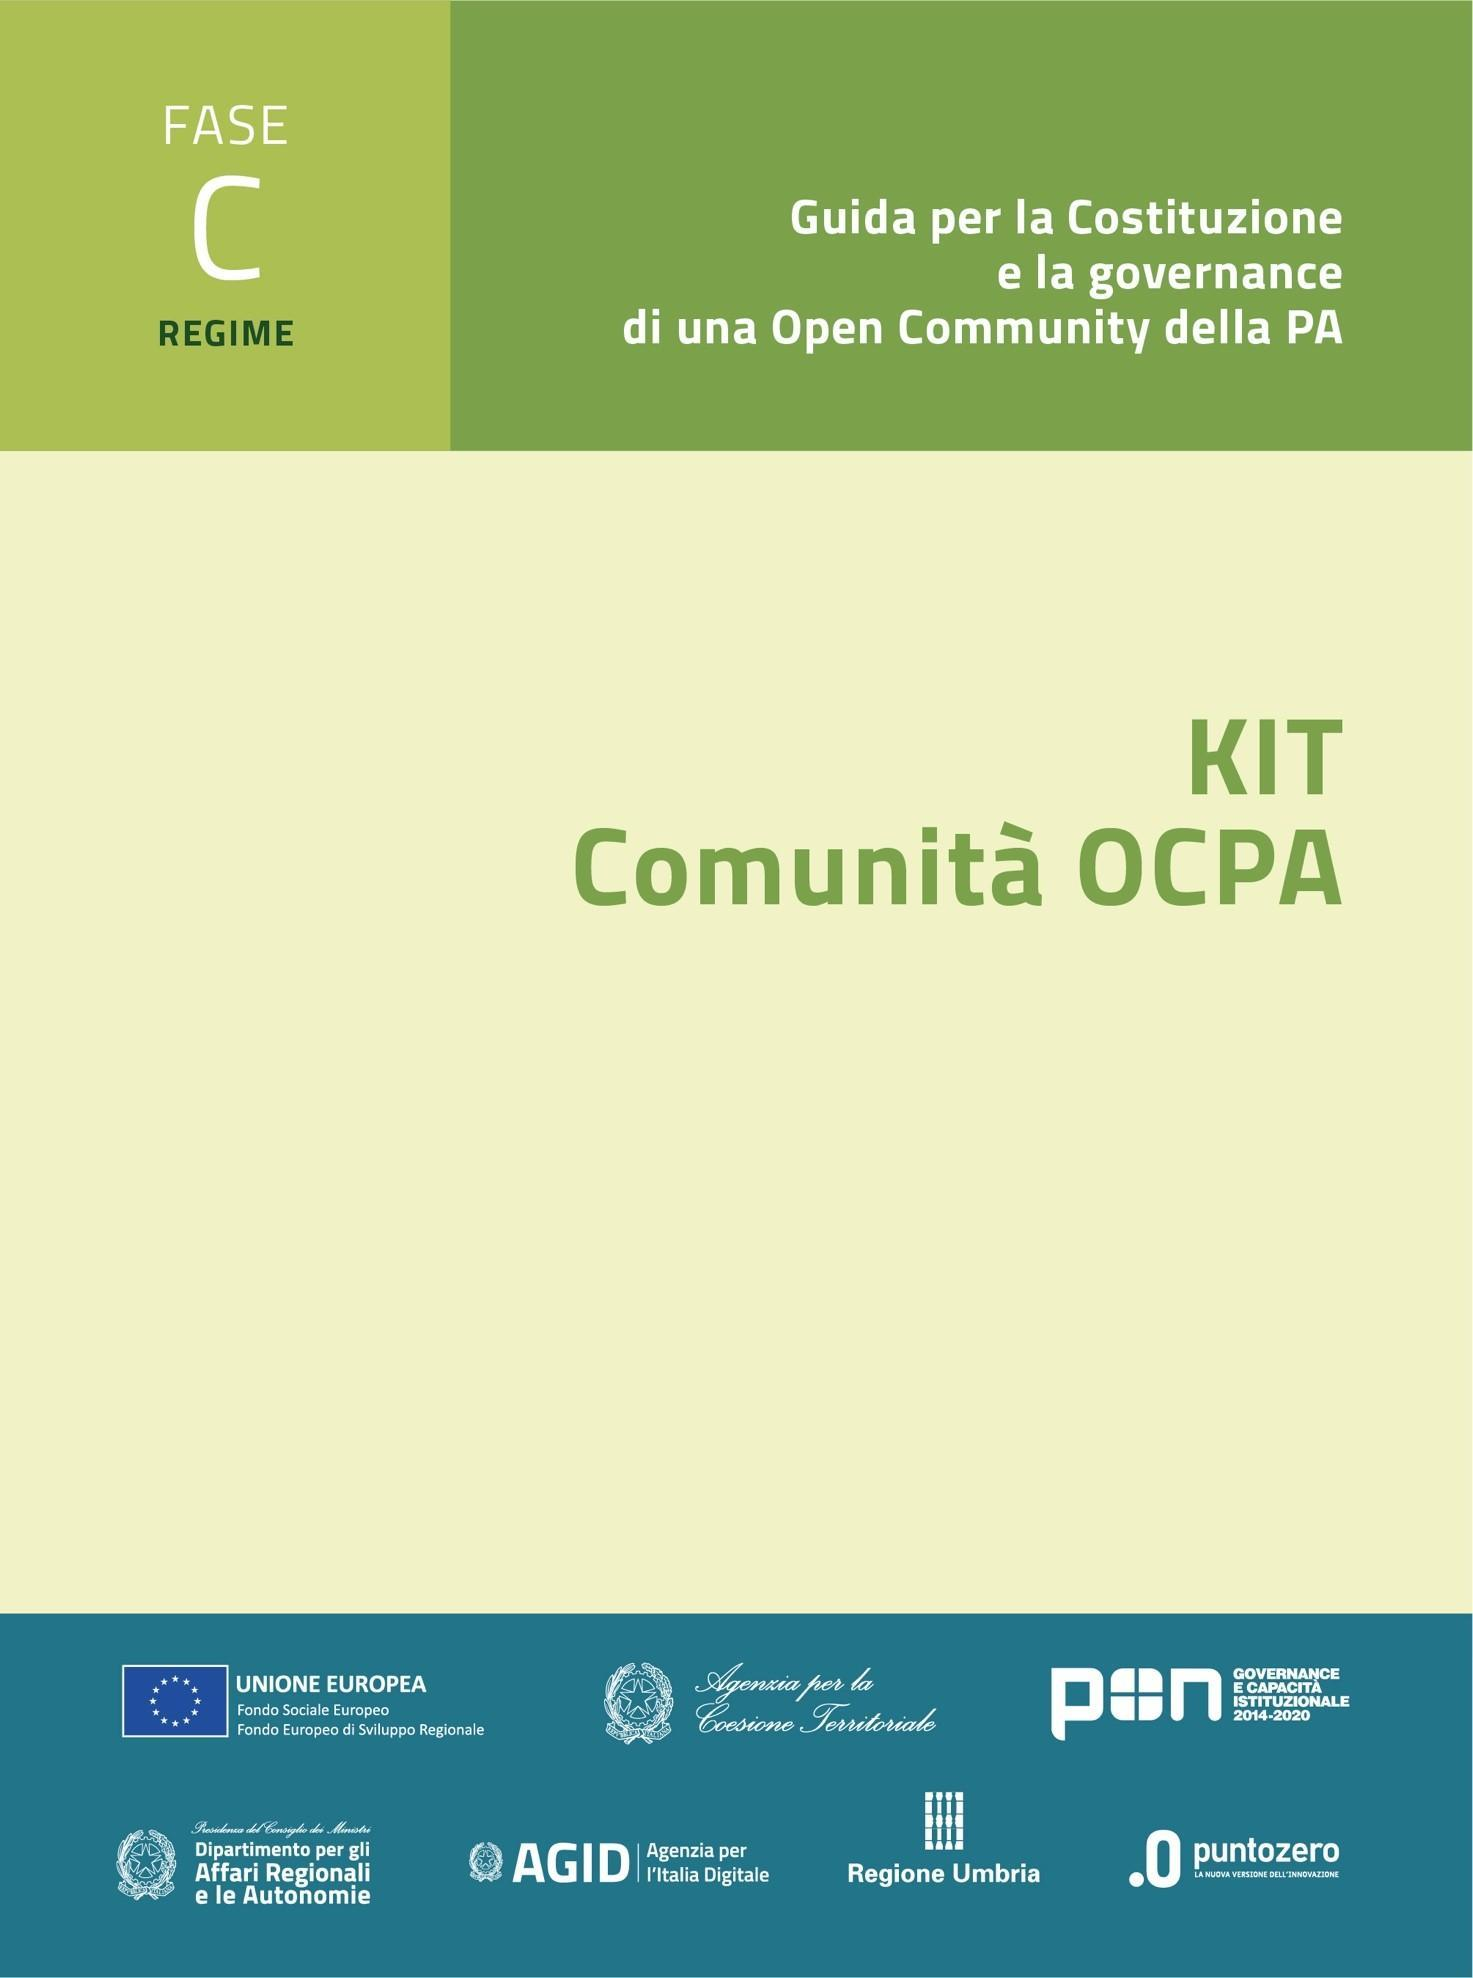 FASE
C
REGIME
Guida per la Costituzione
e la governance
di una Open Community della PA
KIT
Comunità OCPA
UNIONE EUROPEA
Fondo Sociale Europeo
Fondo Europeo di Sviluppo Regionale
Agenzia per la
Coesione Territoriale
pon
GOVERNANCE
E CAPACITÀ
ISTITUZIONALE
2014-2020
Presidenza del Consiglio dei Ministri
Dipartimento per gli
Affari Regionali
e le Autonomie
AGID
Agenzia per
l'Italia Digitale
Regione Umbria
.0 puntozero
LA NUOVA VERSIONE DELL'INNOVAZIONE